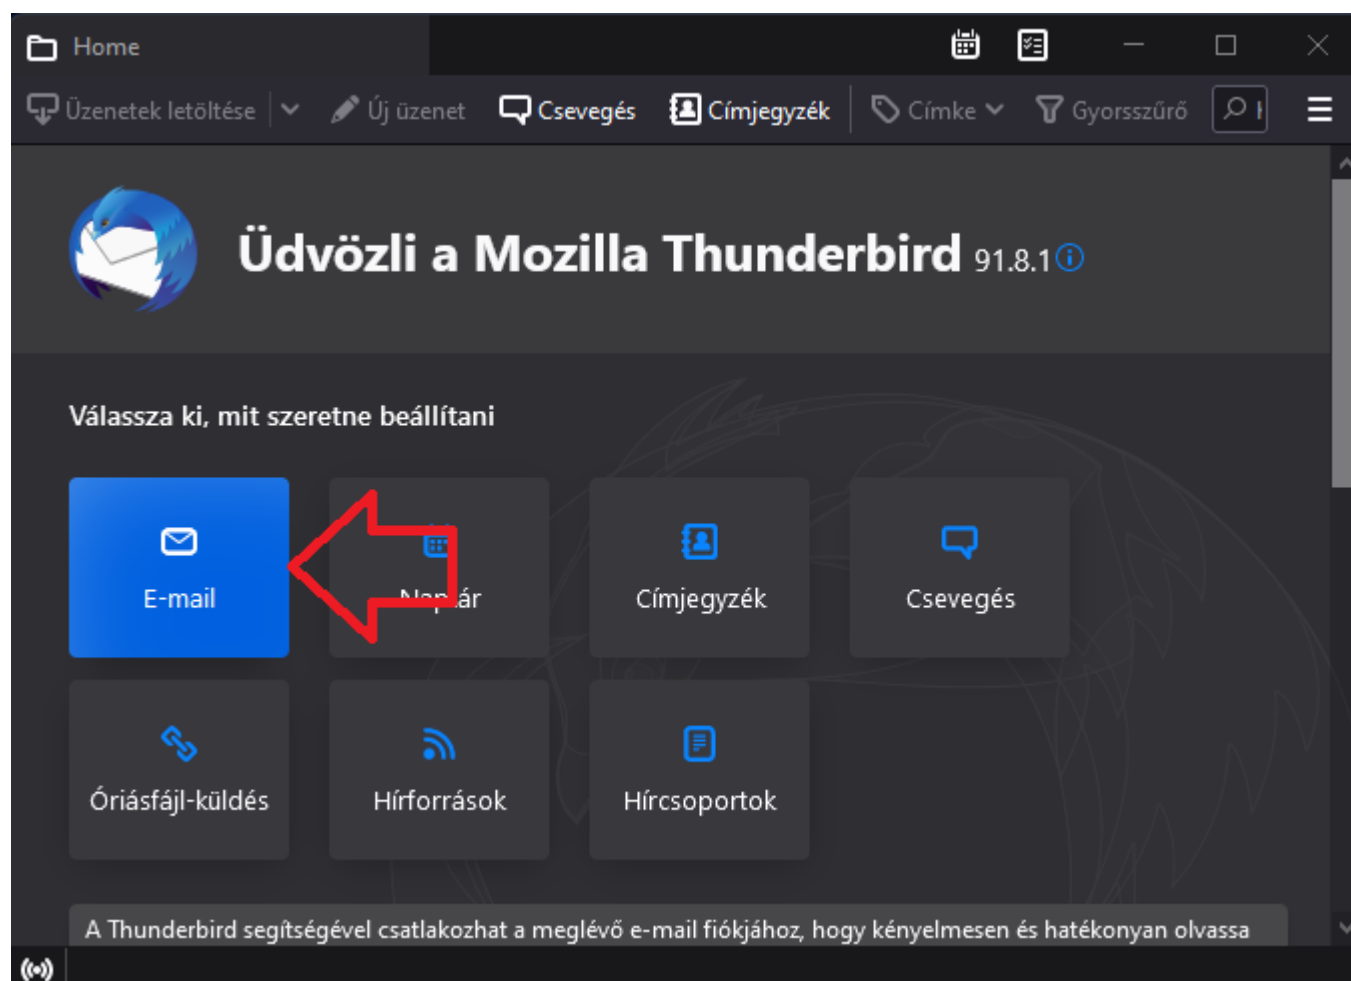 Home
Üzenetek letöltése Új üzenet Csevegés Címjegyzék Címke Gyorsszűrő
Üdvözli a Mozilla Thunderbird 91.8.1
Válassza ki, mit szeretne beállítani
E-mail Naptár Címjegyzék Csevegés
Óriásfájl-küldés Hírforrások Hírcsoportok
A Thunderbird segítségével csatlakozhat a meglévő e-mail fiókjához, hogy kényelmesen és hatékonyan olvassa